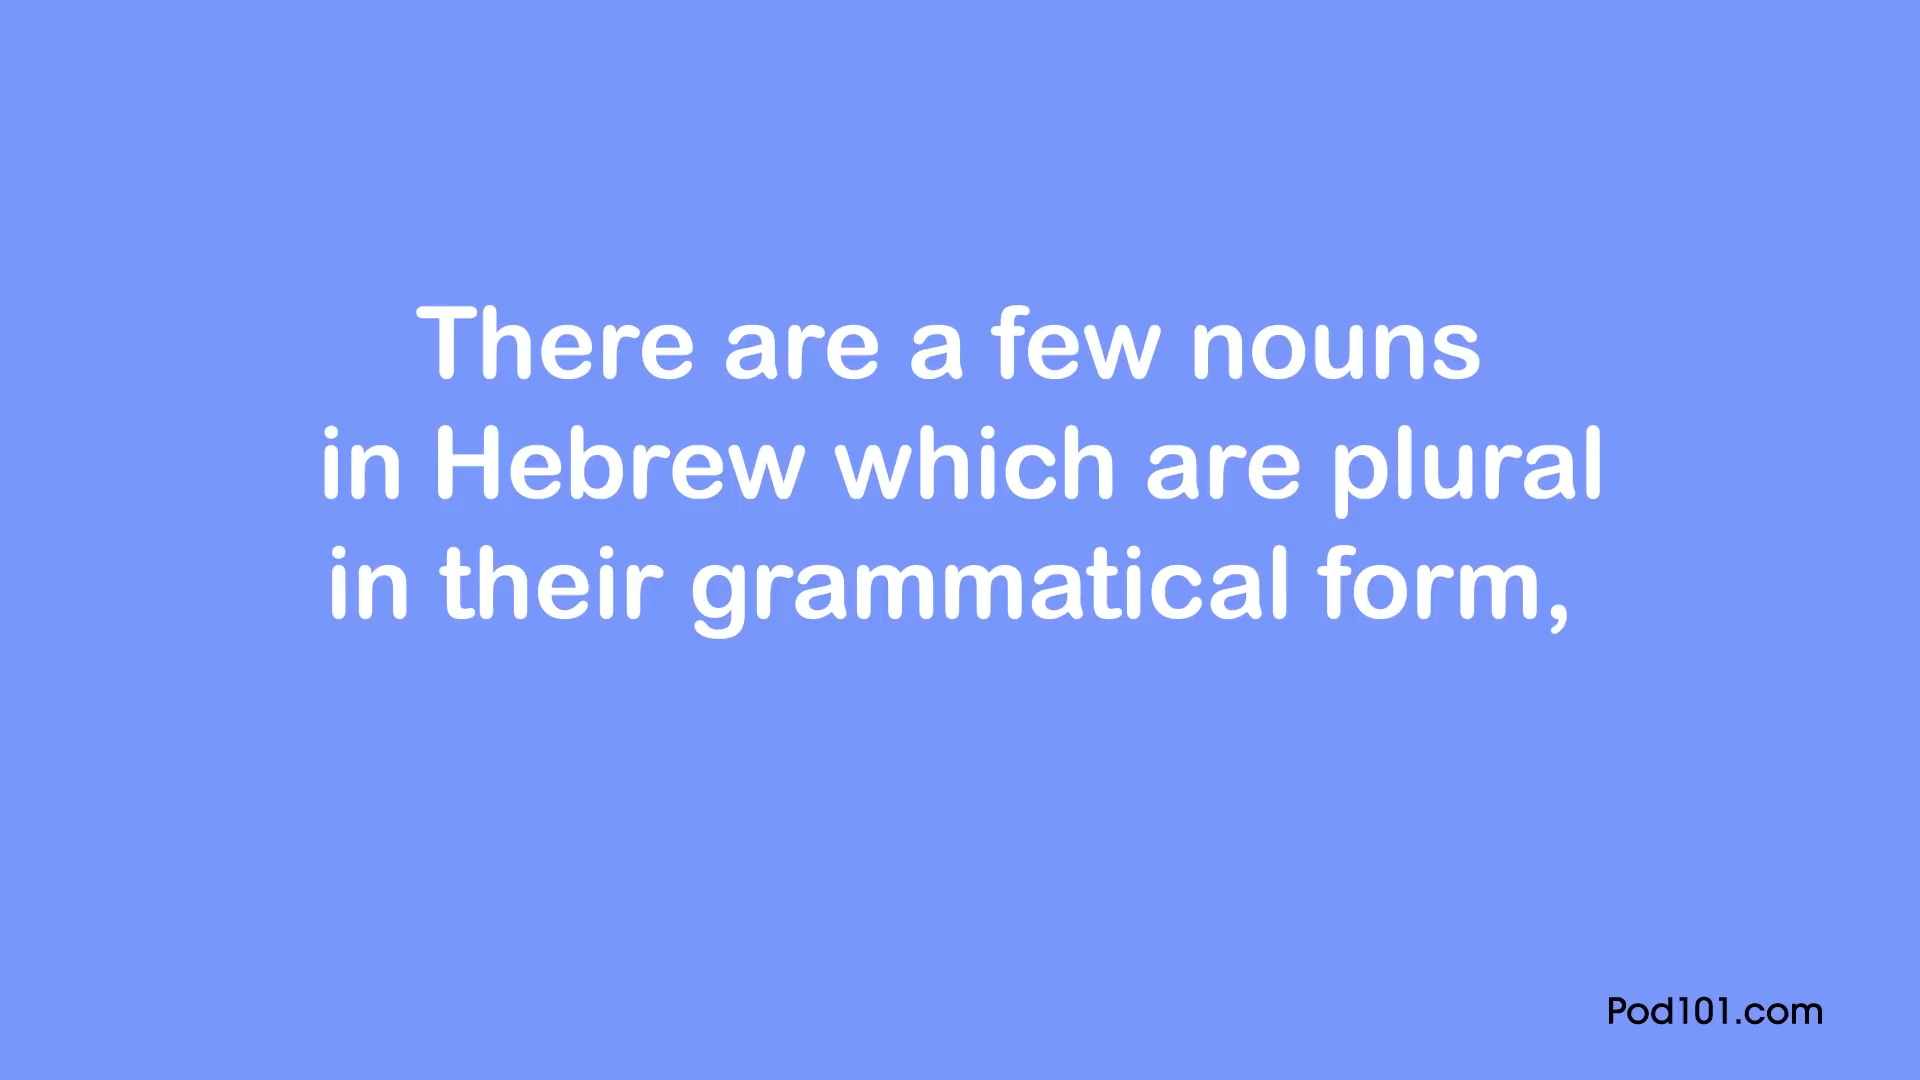 There are a few nouns
in Hebrew which are plural
in their grammatical form,
Pod101.com